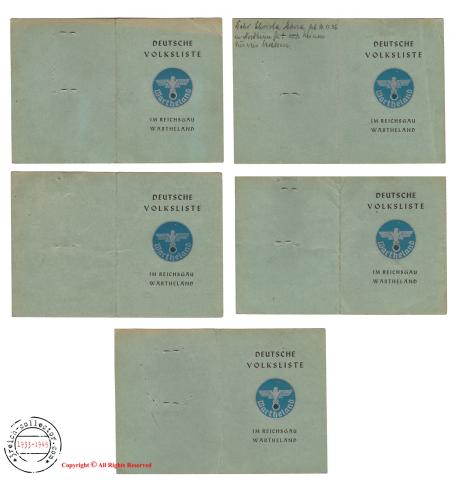 DEUTSCHE
VOLKSLISTE
Wartheland
IM REICHSGAU
WARTHELAND
DEUTSCHE
VOLKSLISTE
Wartheland
IM REICHSGAU
WARTHELAND
DEUTSCHE
VOLKSLISTE
Wartheland
IM REICHSGAU
WARTHELAND
DEUTSCHE
VOLKSLISTE
Wartheland
IM REICHSGAU
WARTHELAND
DEUTSCHE
VOLKSLISTE
Wartheland
IM REICHSGAU
WARTHELAND
1933-1945
Copyright © All Rights Reserved